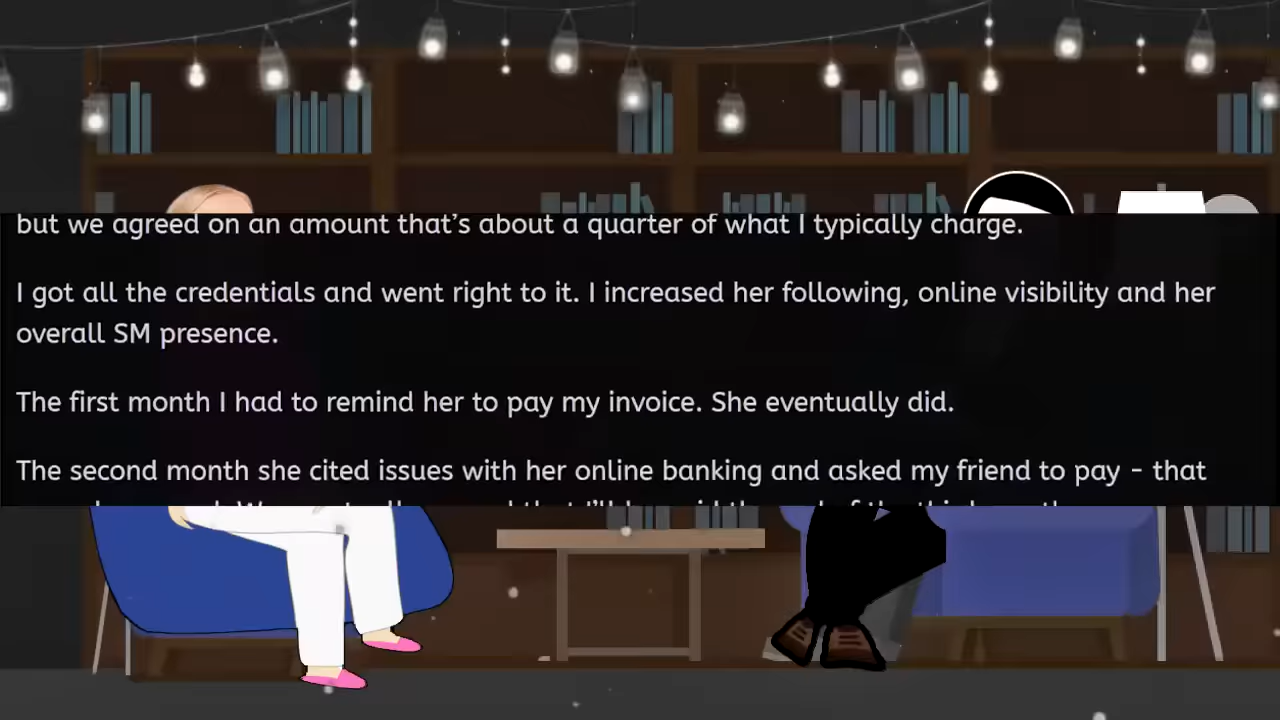 but we agreed on an amount that’s about a quarter of what I typically charge.
I got all the credentials and went right to it. I increased her following, online visibility and her
overall SM presence.
The first month I had to remind her to pay my invoice. She eventually did.
The second month she cited issues with her online banking and asked my friend to pay - that